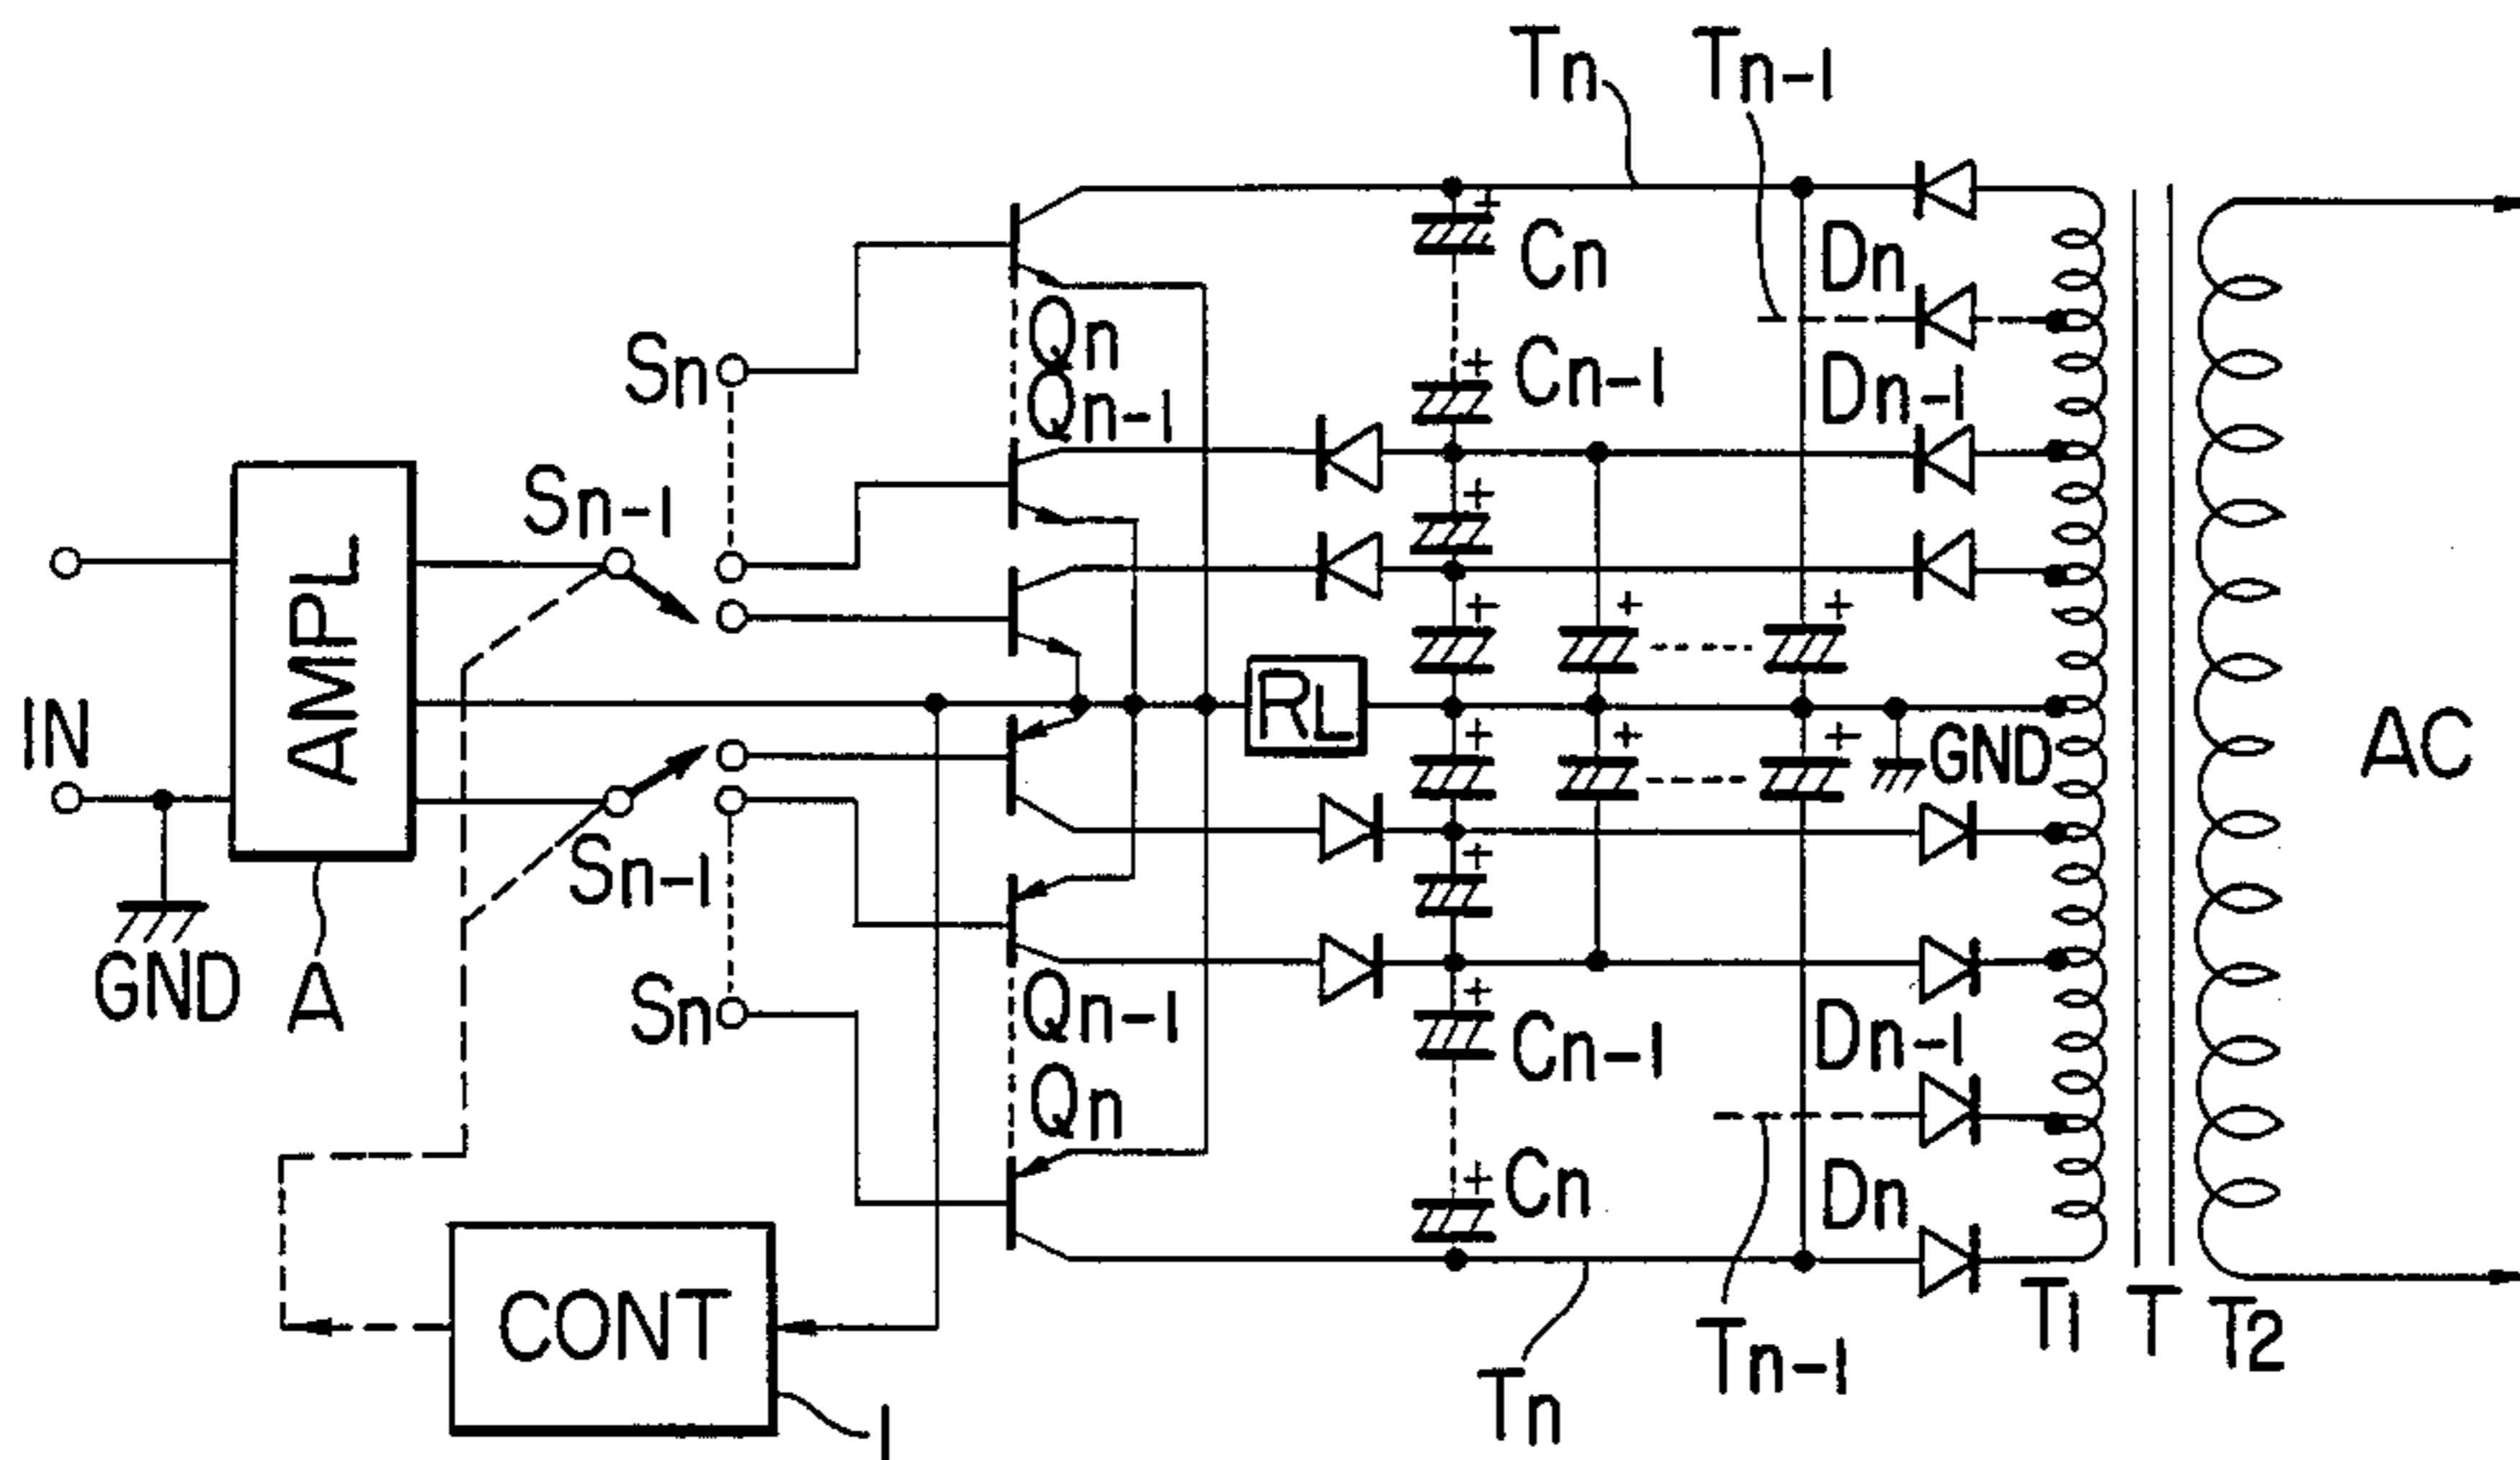 Tn
Tn-1
+
Cn
Dn
Qn
Sn
+
Cn-1
Dn-1
Qn-1
Sn-1
+
+ + +
AMPL
RL
IN
GND
AC
+ + +
Sn-1
+
GND
A
Sn
Qn-1
+
Cn-1
Dn-1
Qn
+
Cn
Dn
CONT
T1
T
T2
Tn-1
Tn
1